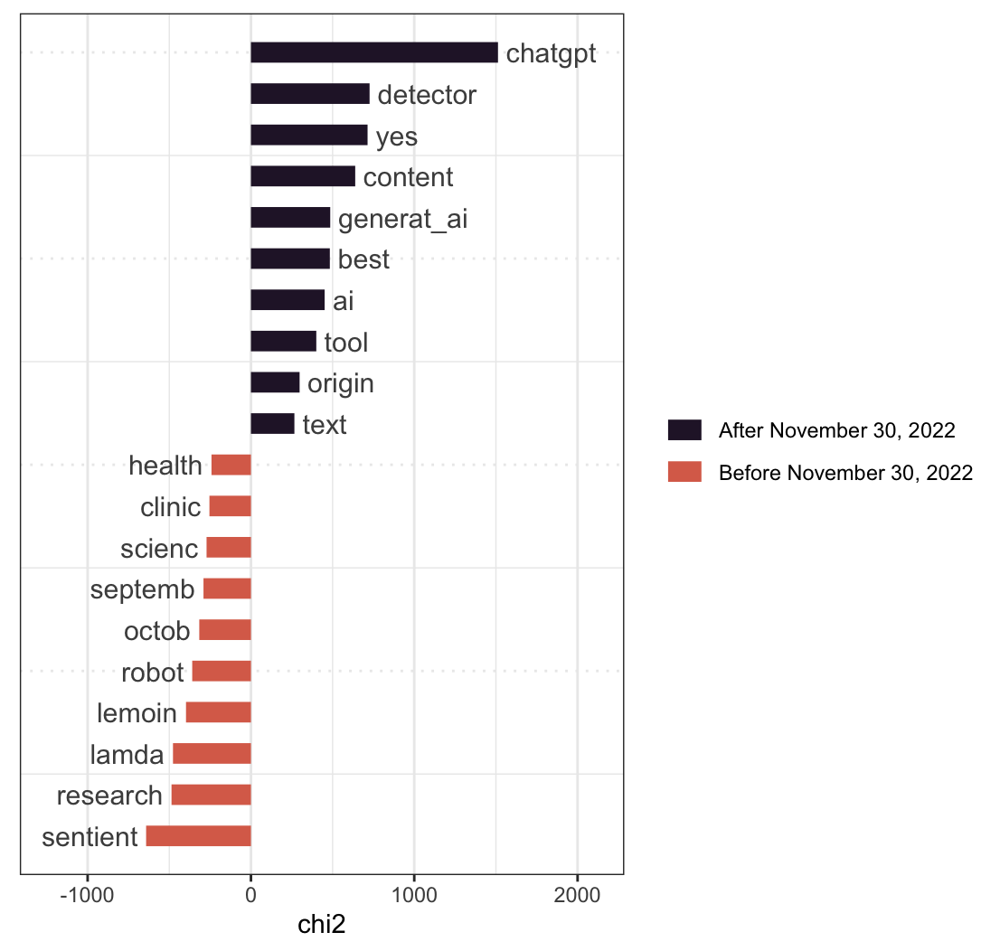 chatgpt
detector
yes
content
generat_ai
best
ai
tool
origin
text
health
clinic
scienc
septemb
octob
robot
lemoin
lamda
research
sentient
-1000 0 1000 2000
chi2
After November 30, 2022
Before November 30, 2022